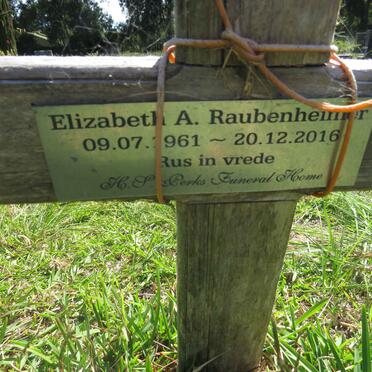 Elizabeth A. Raubenheimer
09.07.1961 ~ 20.12.2016
Rus in vrede
H.S. Perks Funeral Home